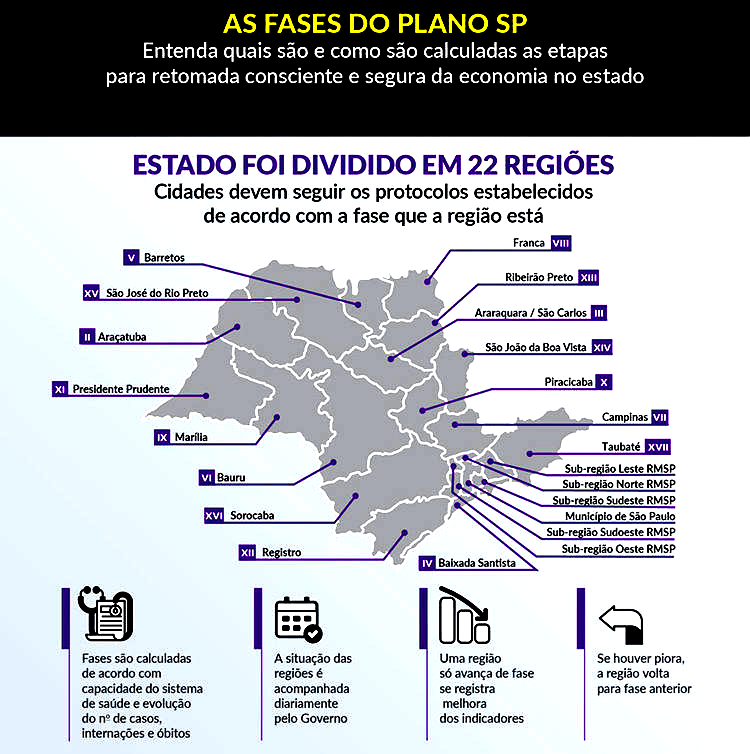 AS FASES DO PLANO SP
Entenda quais são e como são calculadas as etapas
para retomada consciente e segura da economia no estado
ESTADO FOI DIVIDIDO EM 22 REGIÕES
Cidades devem seguir os protocolos estabelecidos
de acordo com a fase que a região está
Franca VIII
V Barretos
Ribeirão Preto XIII
XV São José do Rio Preto
Araraquara / São Carlos III
II Araçatuba
São João da Boa Vista XIV
XI Presidente Prudente
Piracicaba X
Campinas VII
IX Marília
Taubaté XVII
Sub-região Leste RMSP
VI Bauru
Sub-região Norte RMSP
Sub-região Sudeste RMSP
XVI Sorocaba
Município de São Paulo
Sub-região Sudoeste RMSP
XII Registro
Sub-região Oeste RMSP
IV Baixada Santista
Fases são calculadas
de acordo com
capacidade do sistema
de saúde e evolução
do nº de casos,
internações e óbitos
A situação das
regiões é
acompanhada
diariamente
pelo Governo
Uma região
só avança de fase
se registra
melhora
dos indicadores
Se houver piora,
a região volta
para fase anterior